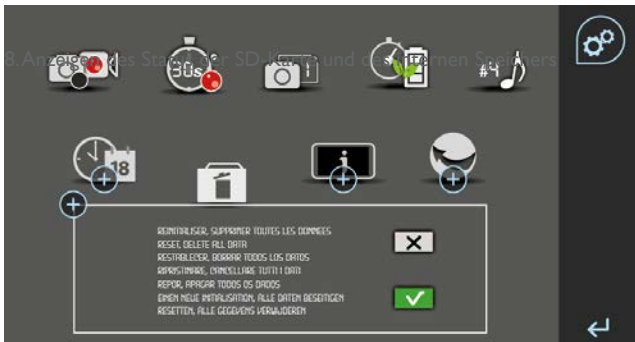 8. Anzeigen des Status der SD-Karte und des internen Speichers
30s
1
#4
18
i
REINITIALISER, SUPPRIMER TOUTES LES DONNEES
RESET, DELETE ALL DATA
RESTABLECER, BORRAR TODOS LOS DATOS
RIPRISTINARE, CANCELLARE TUTTI I DATI
REPOR, APAGAR TODOS OS DADOS
EINEN NEUE INITIALISATION, ALLE DATEN BESEITIGEN
RESETTEN, ALLE GEGEVENS VERWIJDEREN